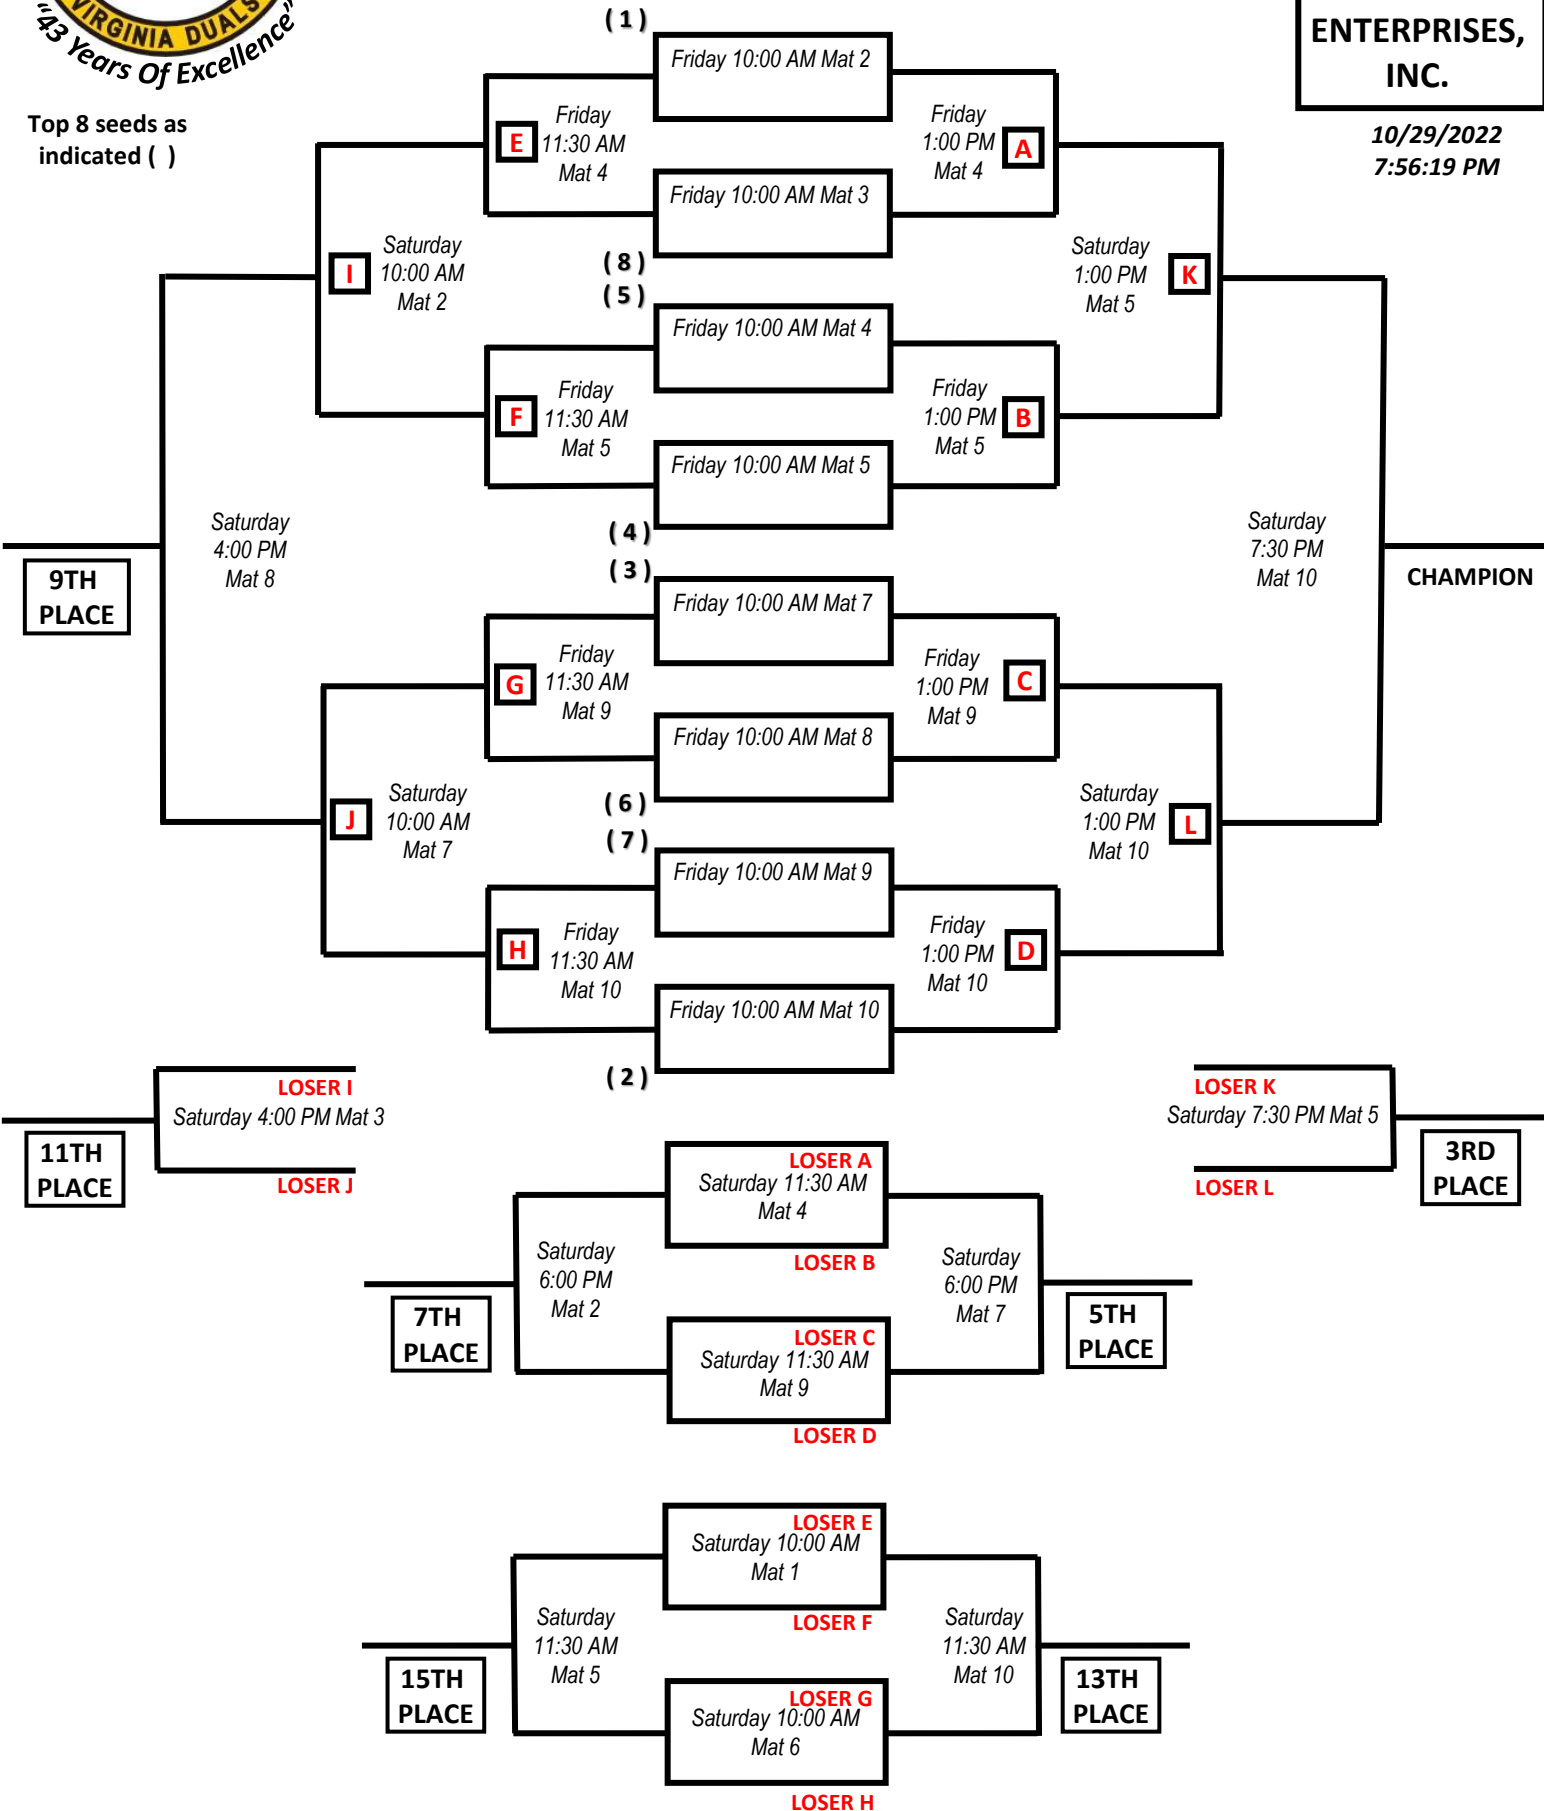 VIRGINIA DUALS
“43 Years Of Excellence”
Top 8 seeds as
indicated ( )
ENTERPRISES,
INC.
10/29/2022
7:56:19 PM
( 1 )
Friday 10:00 AM Mat 2
Friday
11:30 AM
Mat 4
E
Friday
1:00 PM
Mat 4
A
Friday 10:00 AM Mat 3
( 8 )
Saturday
10:00 AM
Mat 2
I
Saturday
1:00 PM
Mat 5
K
( 5 )
Friday 10:00 AM Mat 4
Friday
11:30 AM
Mat 5
F
Friday
1:00 PM
Mat 5
B
Friday 10:00 AM Mat 5
( 4 )
Saturday
4:00 PM
Mat 8
9TH
PLACE
Saturday
7:30 PM
Mat 10
CHAMPION
( 3 )
Friday 10:00 AM Mat 7
Friday
11:30 AM
Mat 9
G
Friday
1:00 PM
Mat 9
C
Friday 10:00 AM Mat 8
( 6 )
Saturday
10:00 AM
Mat 7
J
Saturday
1:00 PM
Mat 10
L
( 7 )
Friday 10:00 AM Mat 9
Friday
11:30 AM
Mat 10
H
Friday
1:00 PM
Mat 10
D
Friday 10:00 AM Mat 10
( 2 )
LOSER I
Saturday 4:00 PM Mat 3
LOSER J
11TH
PLACE
LOSER K
Saturday 7:30 PM Mat 5
LOSER L
3RD
PLACE
LOSER A
Saturday 11:30 AM
Mat 4
LOSER B
Saturday
6:00 PM
Mat 2
7TH
PLACE
Saturday
6:00 PM
Mat 7
5TH
PLACE
LOSER C
Saturday 11:30 AM
Mat 9
LOSER D
LOSER E
Saturday 10:00 AM
Mat 1
LOSER F
Saturday
11:30 AM
Mat 5
15TH
PLACE
Saturday
11:30 AM
Mat 10
13TH
PLACE
LOSER G
Saturday 10:00 AM
Mat 6
LOSER H